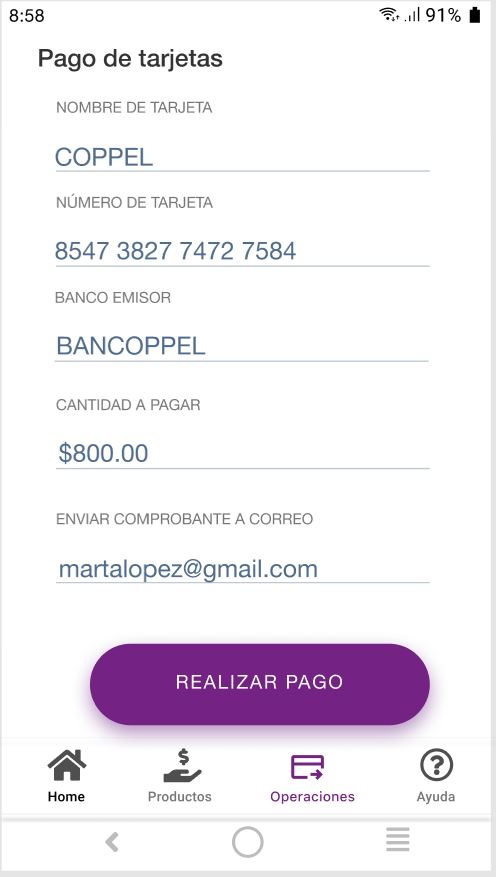 8:58 91%
Pago de tarjetas
NOMBRE DE TARJETA
COPPEL
NÚMERO DE TARJETA
8547 3827 7472 7584
BANCO EMISOR
BANCOPPEL
CANTIDAD A PAGAR
$800.00
ENVIAR COMPROBANTE A CORREO
martalopez@gmail.com
REALIZAR PAGO
Home Productos Operaciones Ayuda